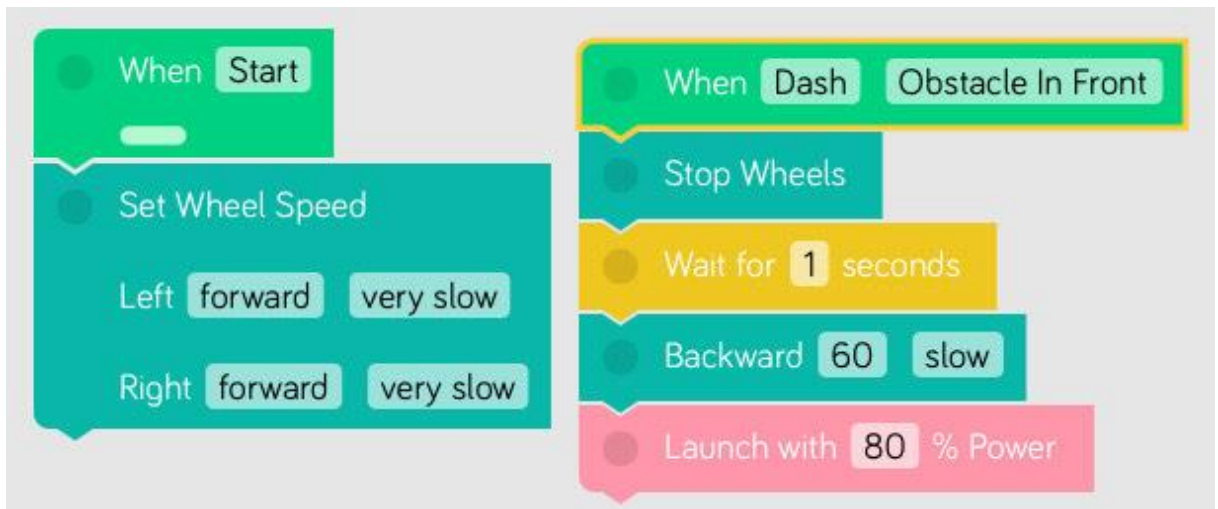 When Start
Set Wheel Speed
Left forward very slow
Right forward very slow
When Dash Obstacle In Front
Stop Wheels
Wait for 1 seconds
Backward 60 slow
Launch with 80 % Power